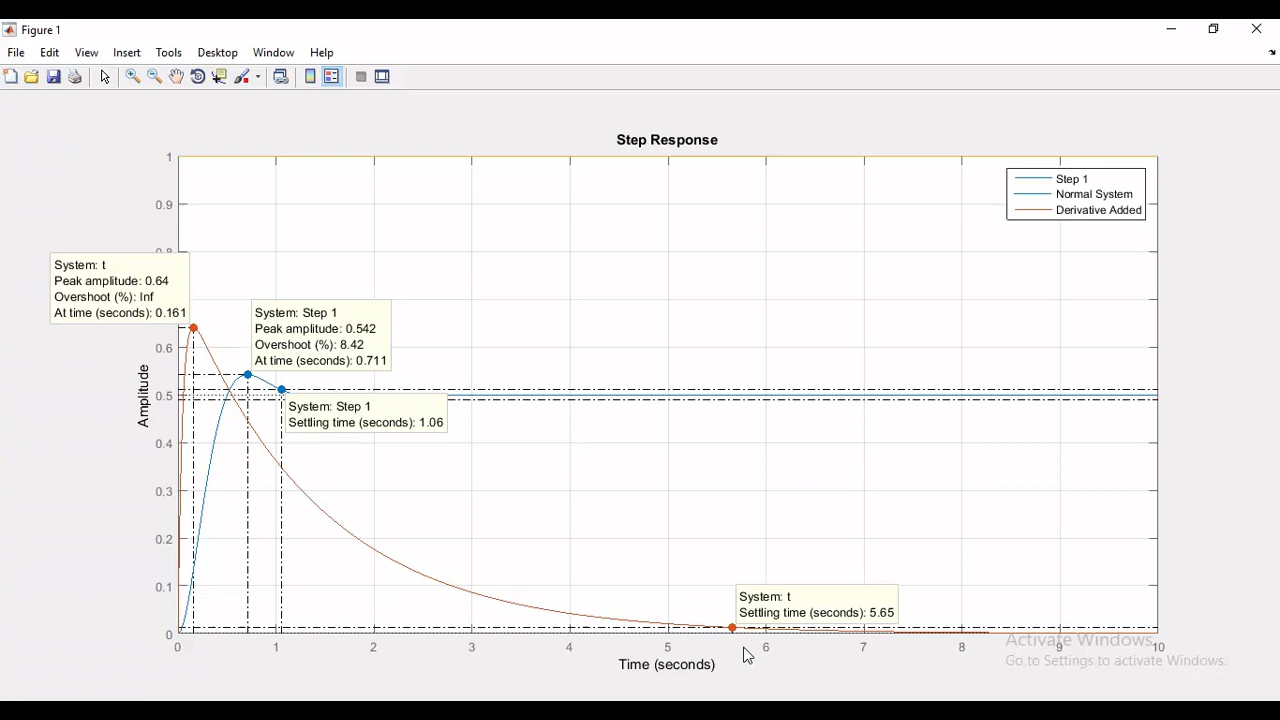 Figure 1
File Edit View Insert Tools Desktop Window Help
Step Response
Step 1
Normal System
Derivative Added
1
0.9
0.8
0.6
0.5
0.4
0.3
0.2
0.1
0
Amplitude
System: t
Peak amplitude: 0.64
Overshoot (%): Inf
At time (seconds): 0.161
System: Step 1
Peak amplitude: 0.542
Overshoot (%): 8.42
At time (seconds): 0.711
System: Step 1
Settling time (seconds): 1.06
System: t
Settling time (seconds): 5.65
0 1 2 3 4 5 6 7 8 9 10
Time (seconds)
Activate Windows
Go to Settings to activate Windows.